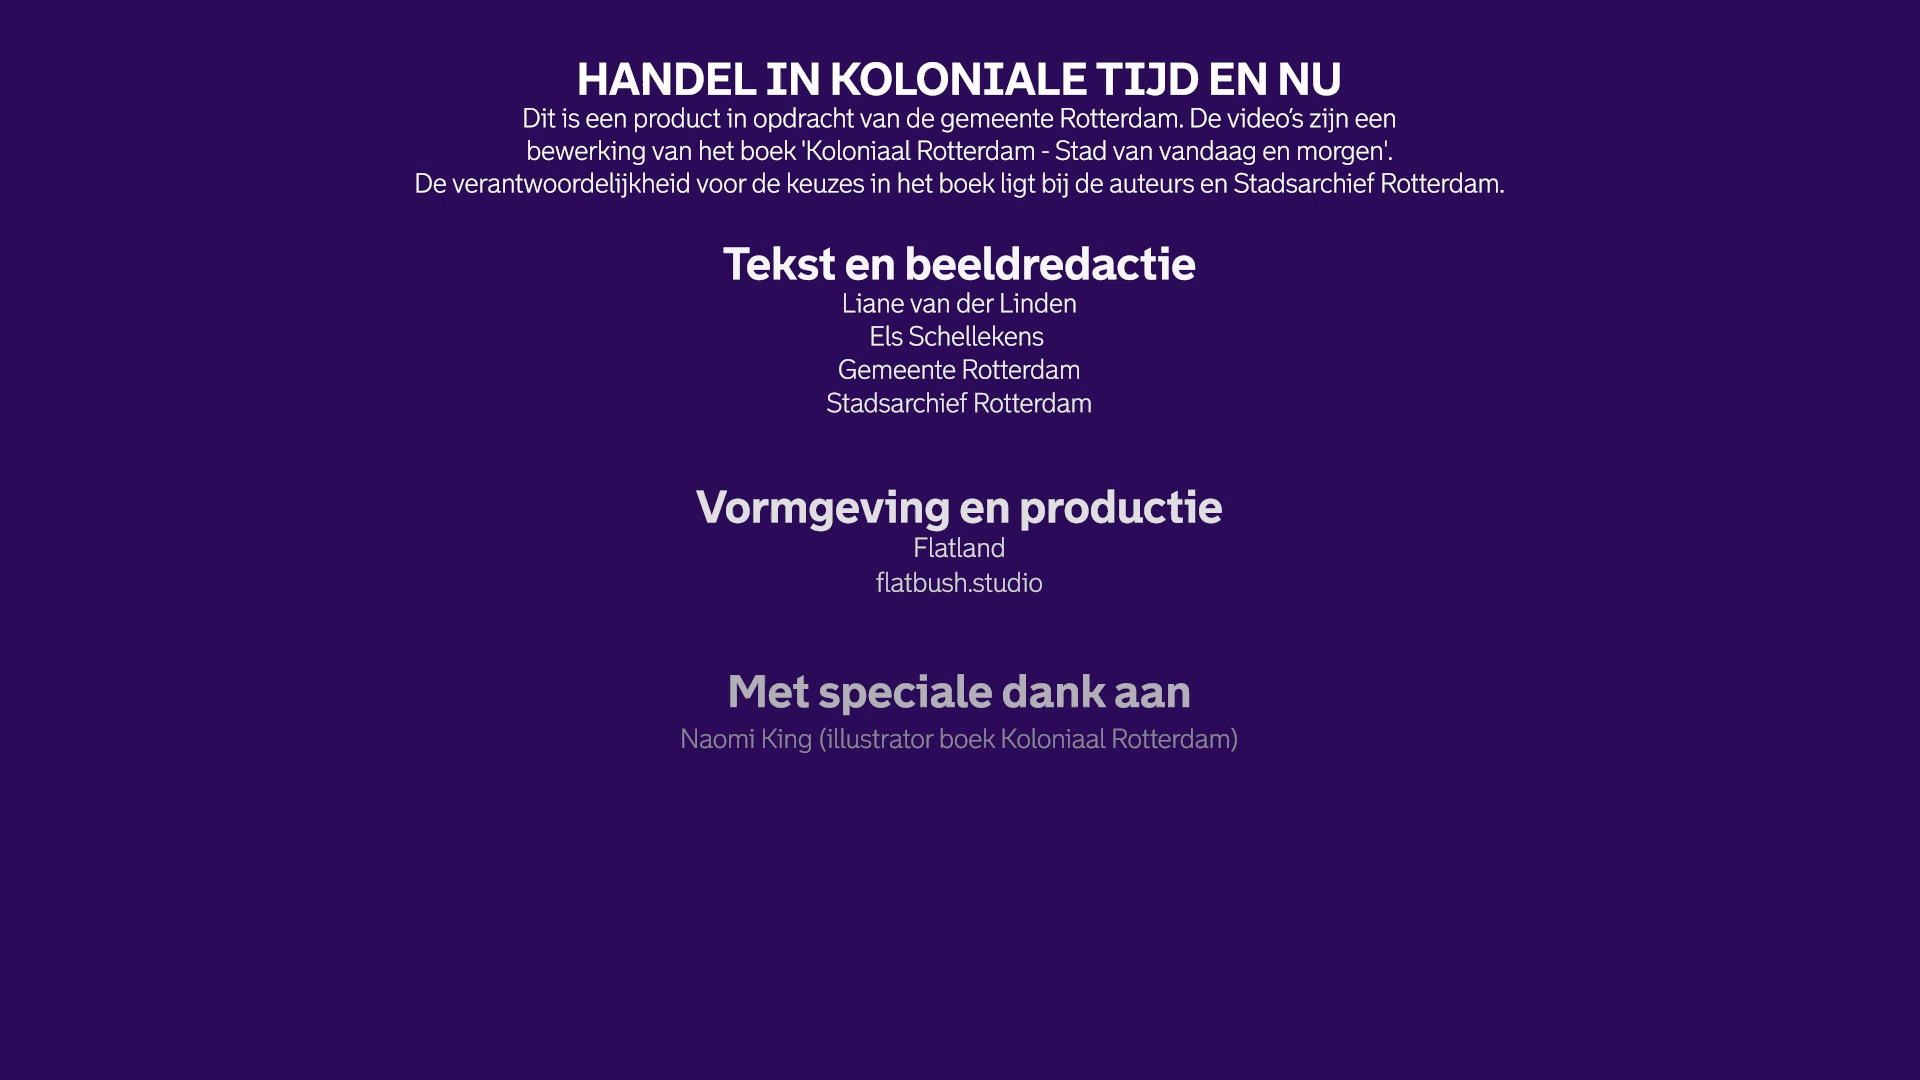 HANDEL IN KOLONIALE TIJD EN NU
Dit is een product in opdracht van de gemeente Rotterdam. De video’s zijn een
bewerking van het boek 'Koloniaal Rotterdam - Stad van vandaag en morgen'.
De verantwoordelijkheid voor de keuzes in het boek ligt bij de auteurs en Stadsarchief Rotterdam.
Tekst en beeldredactie
Liane van der Linden
Els Schellekens
Gemeente Rotterdam
Stadsarchief Rotterdam
Vormgeving en productie
Flatland
flatbush.studio
Met speciale dank aan
Naomi King (illustrator boek Koloniaal Rotterdam)